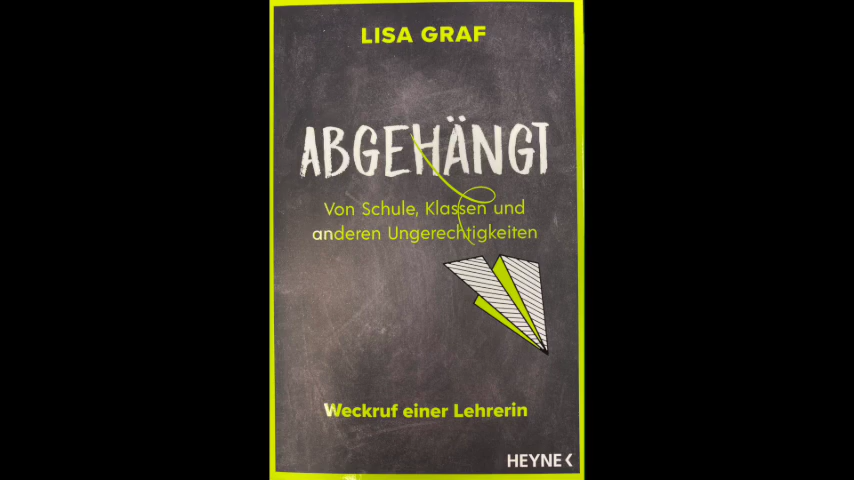 LISA GRAF
ABGEHÄNGT
Von Schule, Klassen und
anderen Ungerechtigkeiten
Weckruf einer Lehrerin
HEYNE